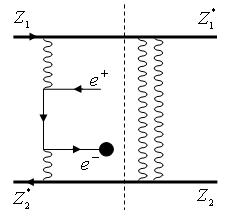 Z₁ Z₁*
e⁺
e⁻
Z₂* Z₂